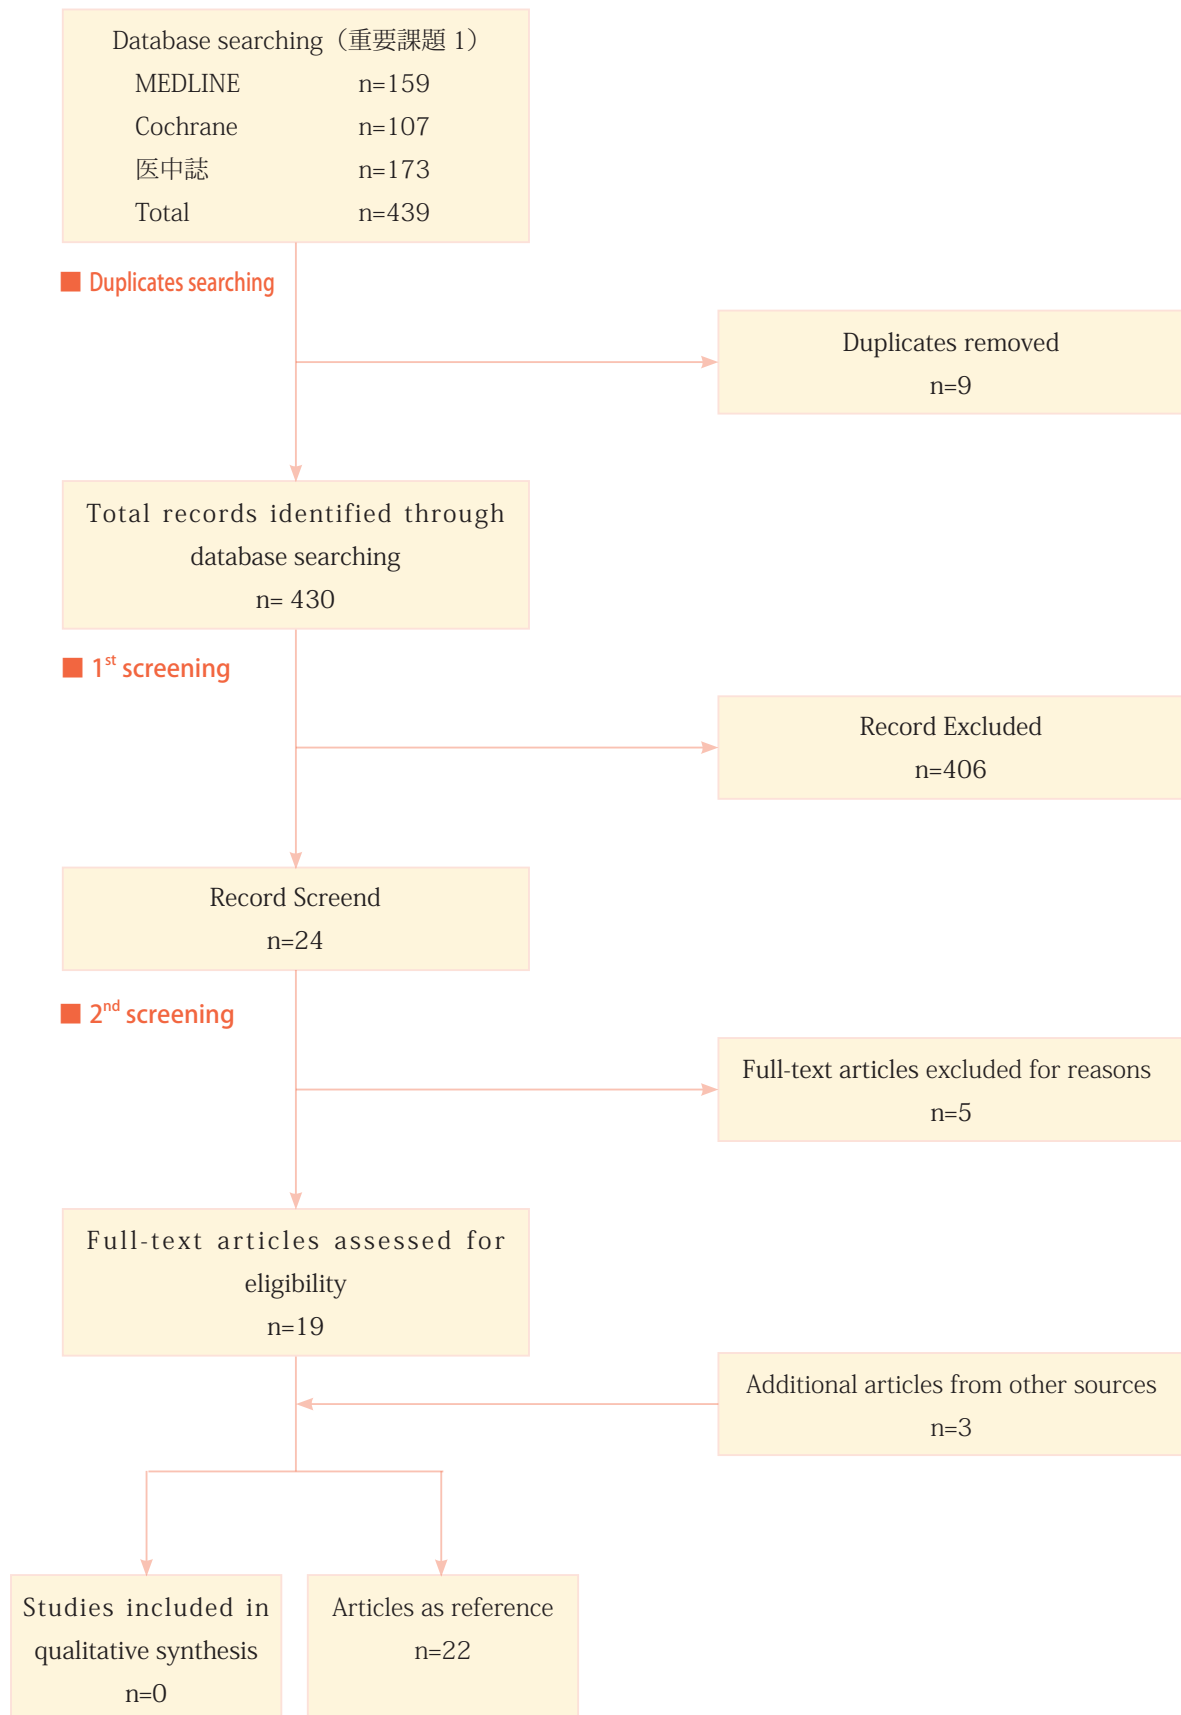 Database searching（重要課題 1）
MEDLINE n=159
Cochrane n=107
医中誌 n=173
Total n=439
■ Duplicates searching
Duplicates removed
n=9
Total records identified through
database searching
n= 430
■ 1st screening
Record Excluded
n=406
Record Screend
n=24
■ 2nd screening
Full-text articles excluded for reasons
n=5
Full-text articles assessed for
eligibility
n=19
Additional articles from other sources
n=3
Studies included in
qualitative synthesis
n=0
Articles as reference
n=22